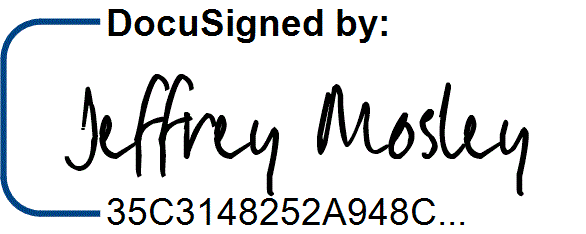 DocuSigned by:
Jeffrey Mosley
35C3148252A948C...